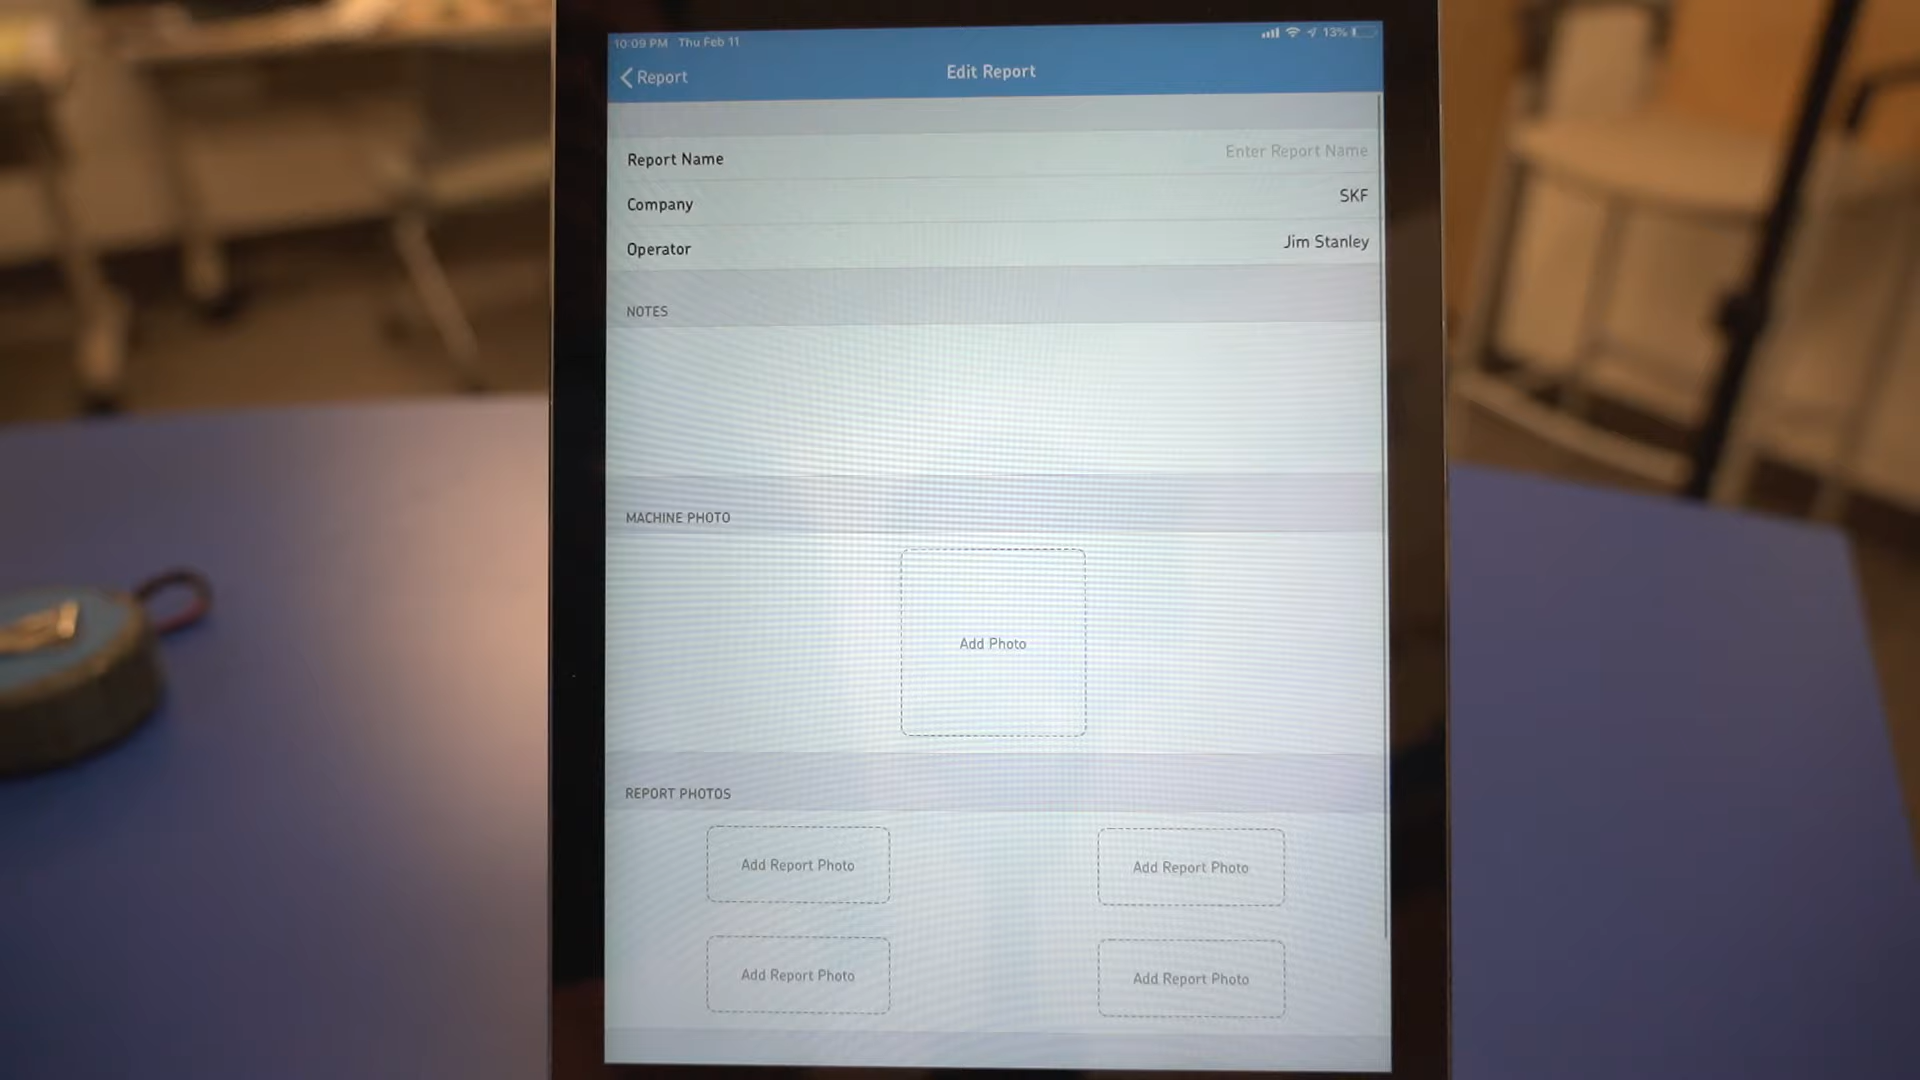 10:09 PM Thu Feb 11
13%
Report
Edit Report
Report Name
Enter Report Name
Company
SKF
Operator
Jim Stanley
NOTES
MACHINE PHOTO
Add Photo
REPORT PHOTOS
Add Report Photo
Add Report Photo
Add Report Photo
Add Report Photo